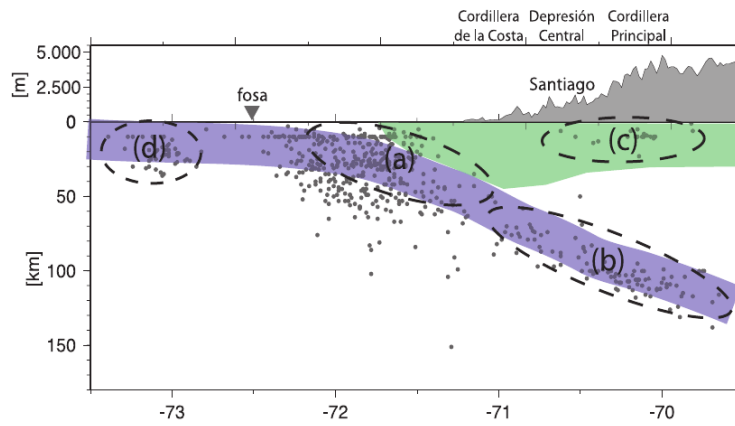 Cordillera Depresión Cordillera
de la Costa Central Principal
5.000
[m]
2.500
fosa
Santiago
0
(d)
(a)
(c)
50
(b)
[km]
100
150
-73 -72 -71 -70